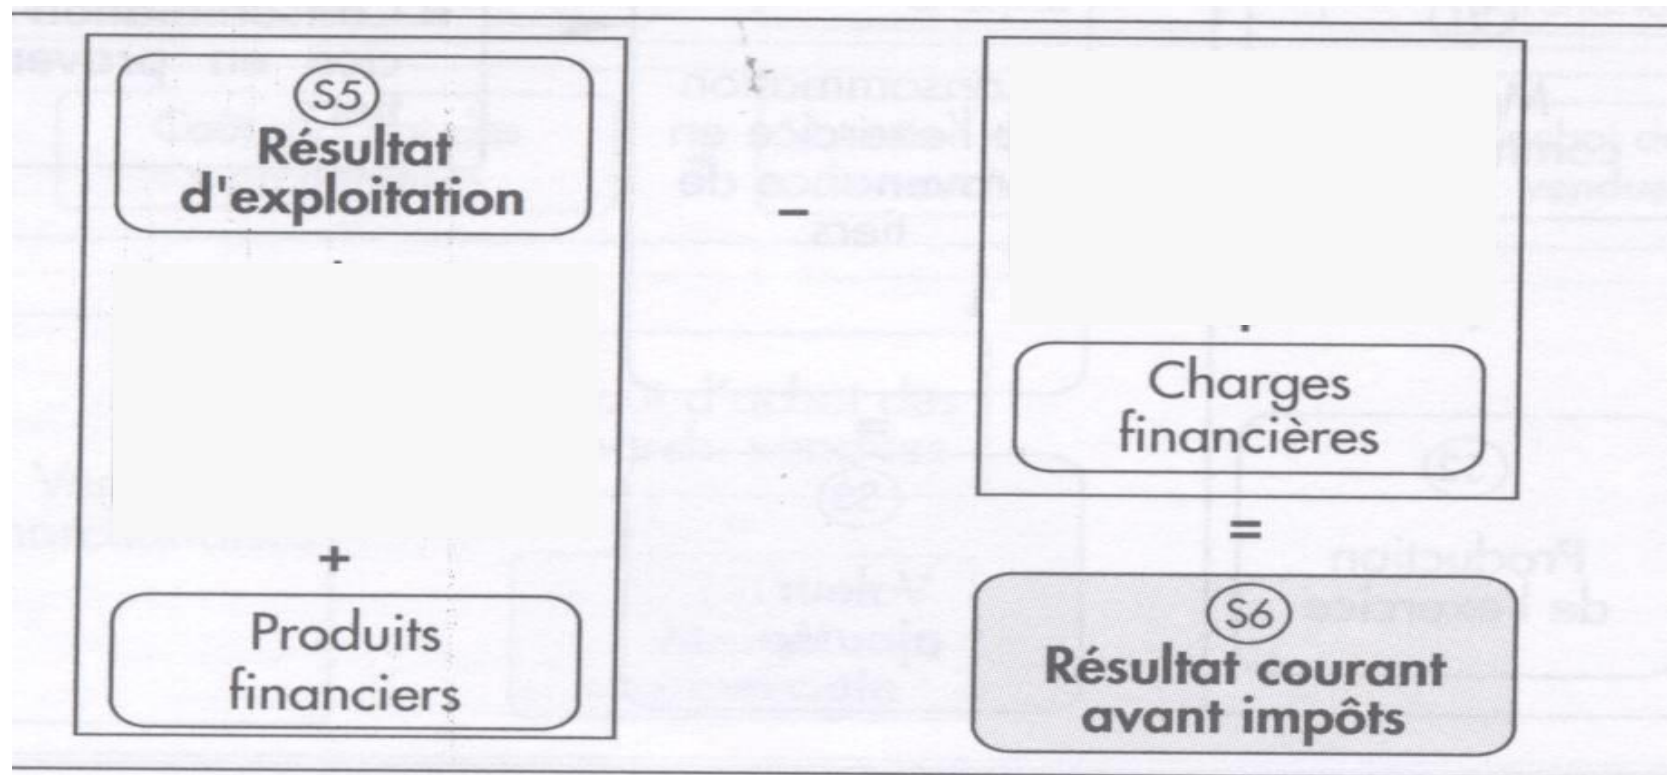 S5
Résultat
d'exploitation
+
Produits
financiers
−
Charges
financières
=
S6
Résultat courant
avant impôts